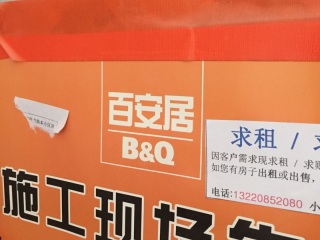 百安居
B&Q
施工现场
求租 /
因客户需求现求租 / 求
如您有房子出租或出售，
电话:13220852080 小